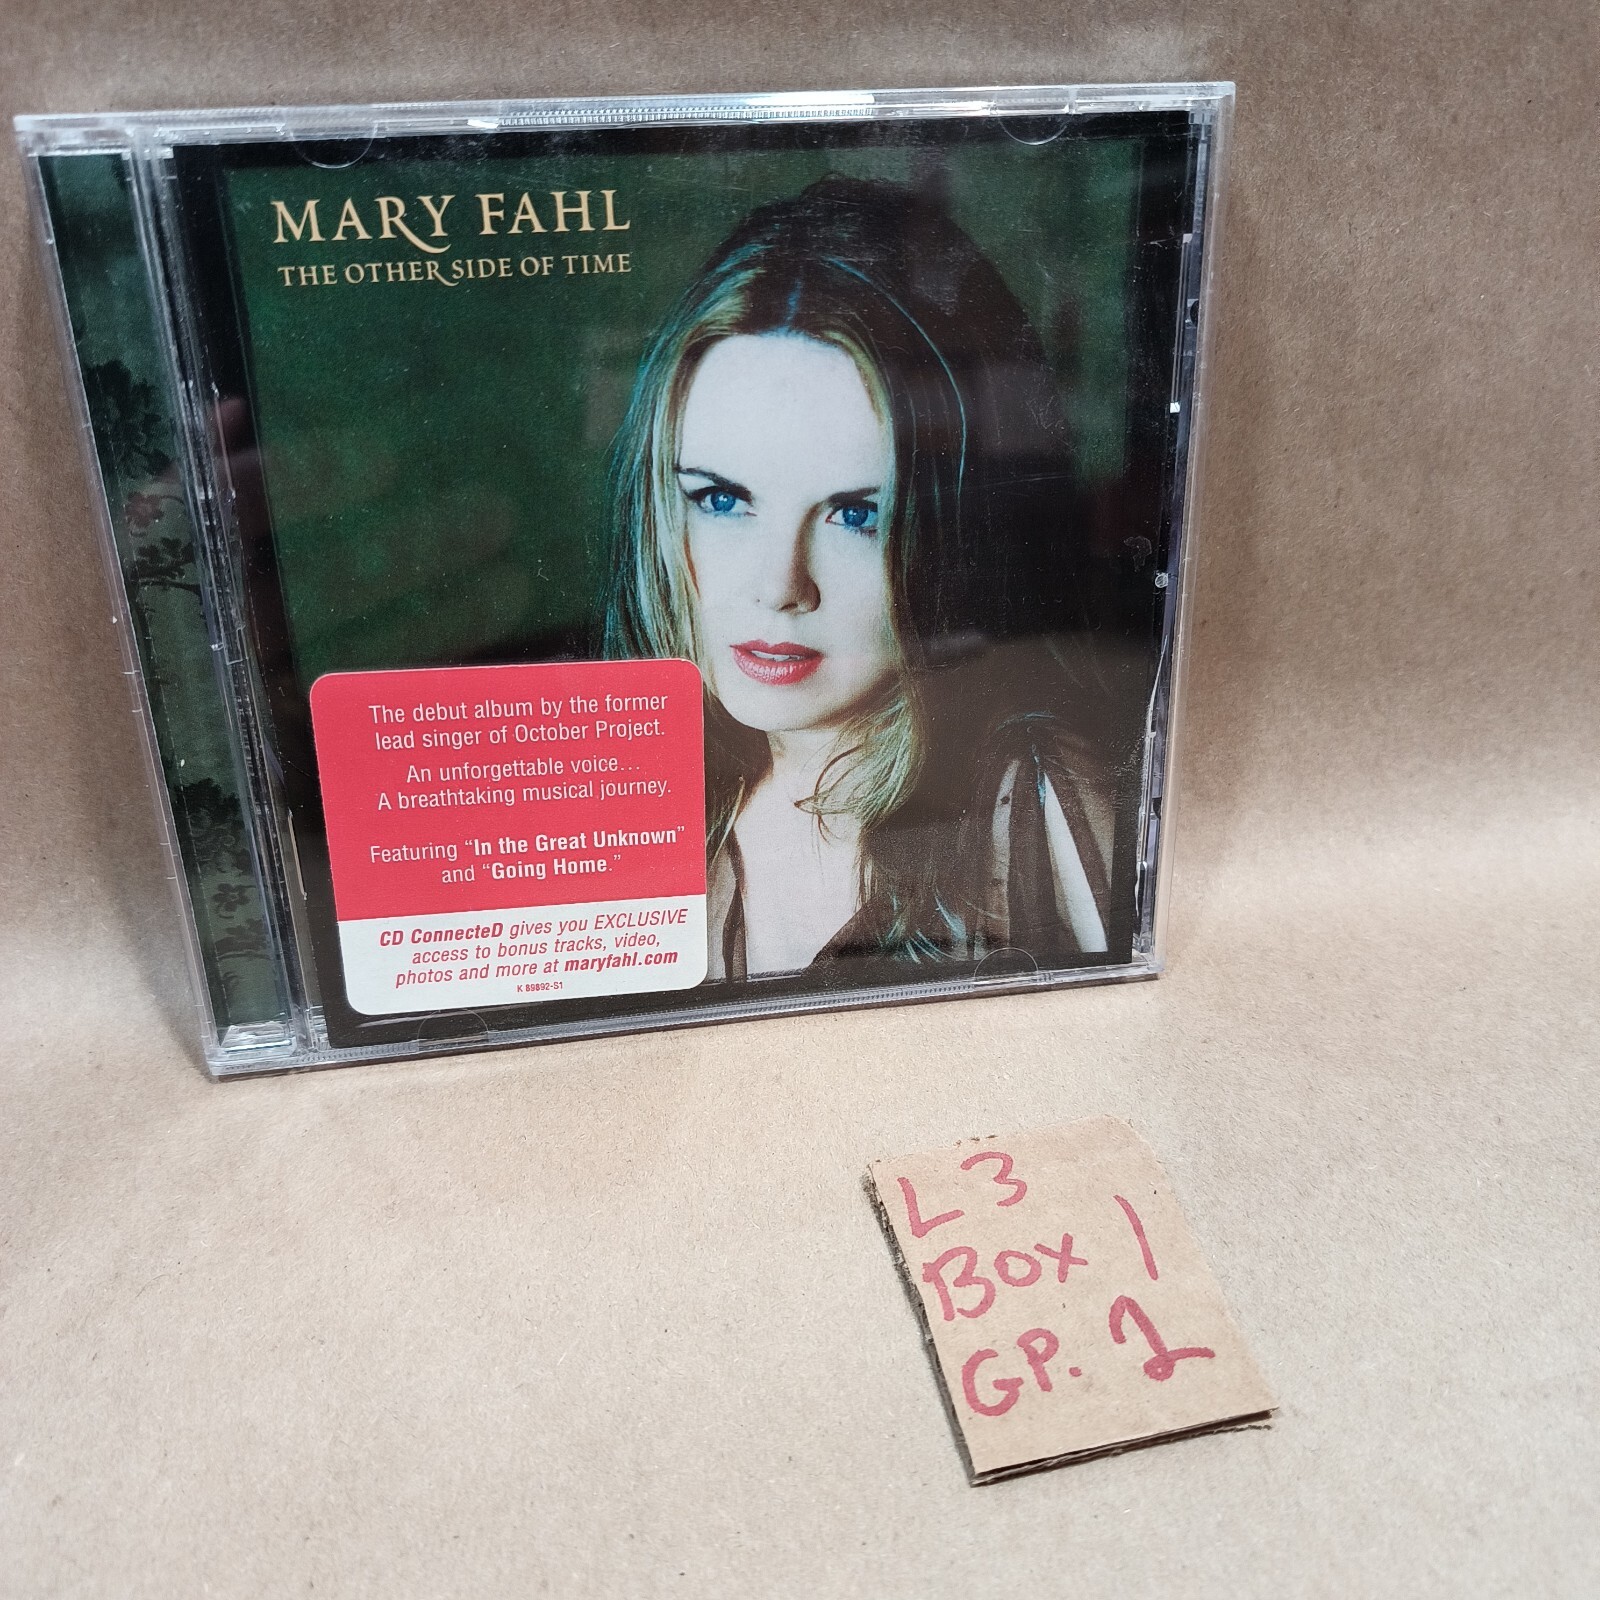 MARY FAHL
THE OTHER SIDE OF TIME
The debut album by the former
lead singer of October Project.
An unforgettable voice...
A breathtaking musical journey.
Featuring "In the Great Unknown"
and "Going Home."
CD ConnecteD gives you EXCLUSIVE
access to bonus tracks, video,
photos and more at maryfahl.com
K 89892-S1
L 3
Box 1
GP. 2